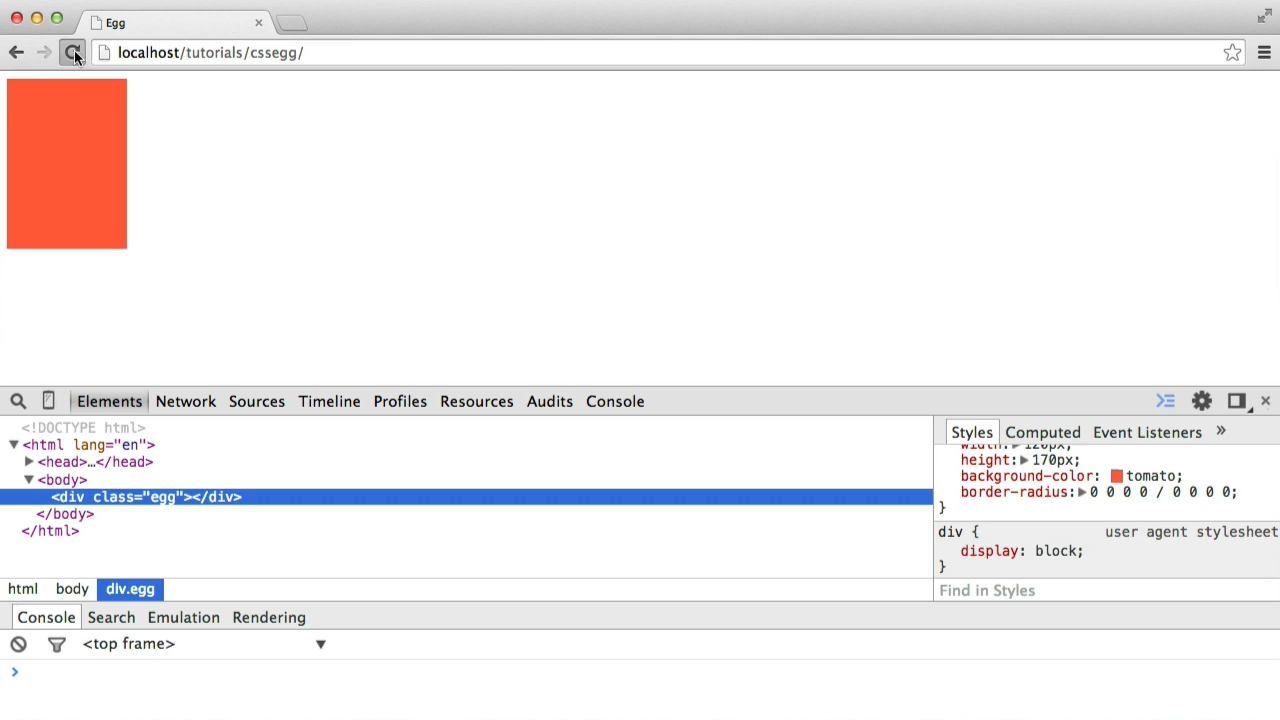 Egg
localhost/tutorials/cssegg/
Elements Network Sources Timeline Profiles Resources Audits Console
<!DOCTYPE html>
<html lang="en">
<head>…</head>
<body>
<div class="egg"></div>
</body>
</html>
html body div.egg
Styles Computed Event Listeners »
width: 120px;
height: 170px;
background-color: tomato;
border-radius: 0 0 0 0 / 0 0 0 0;
}
div { user agent stylesheet
display: block;
}
Find in Styles
Console Search Emulation Rendering
<top frame>